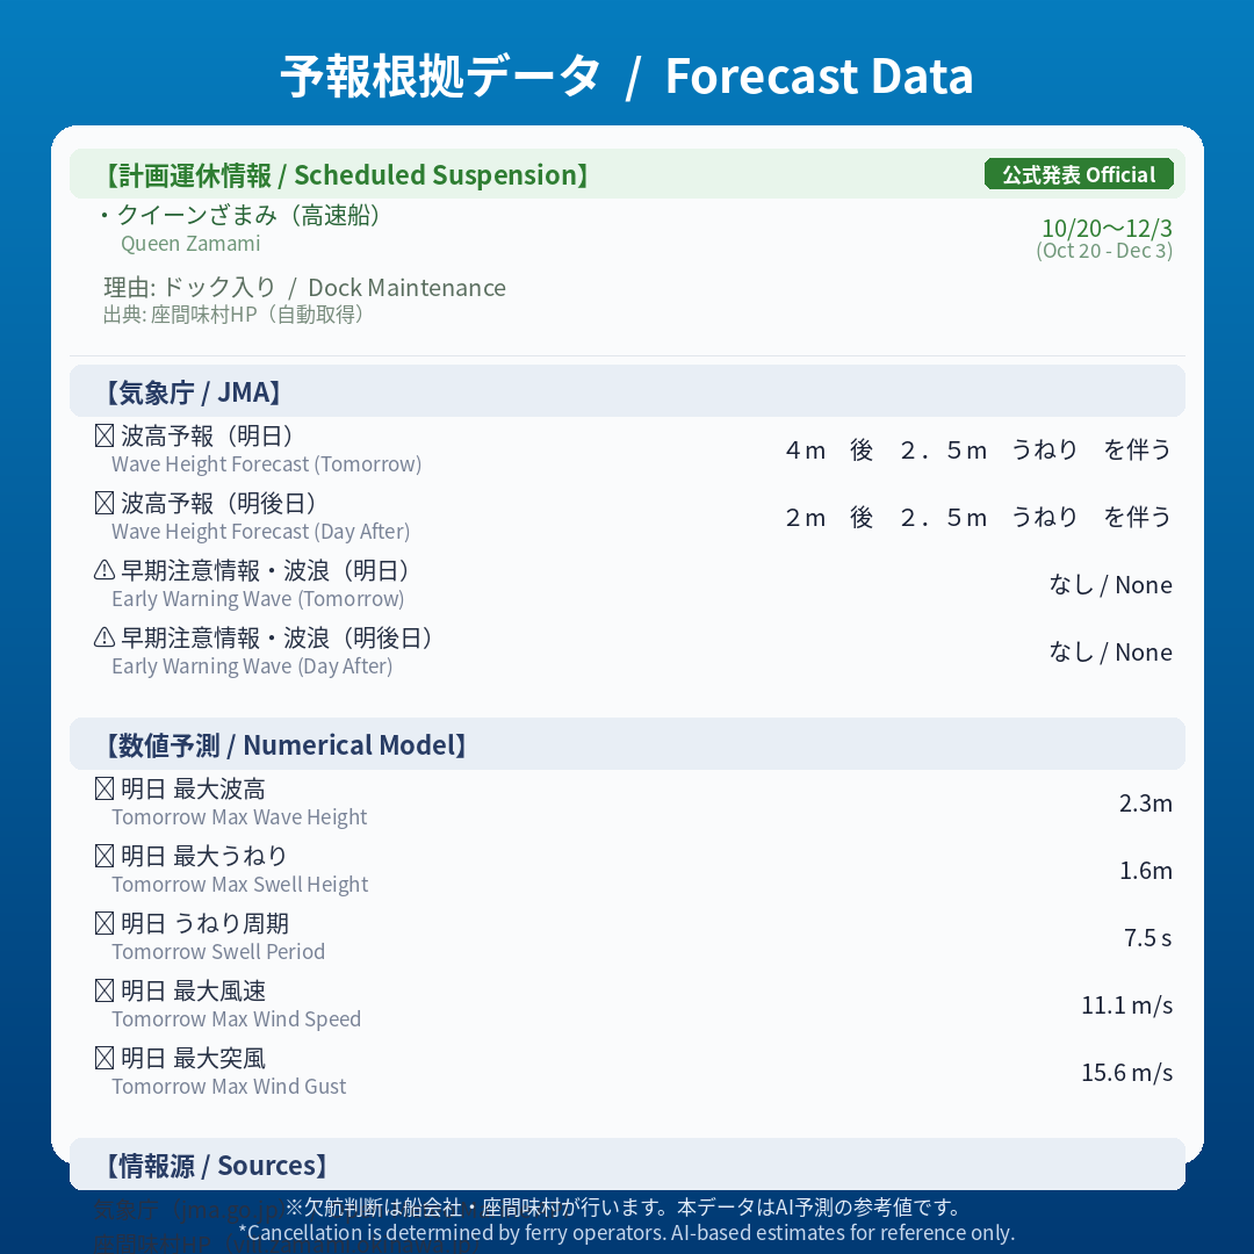 予報根拠データ / Forecast Data
【計画運休情報 / Scheduled Suspension】 公式発表 Official
・クイーンざまみ（高速船）
Queen Zamami
10/20～12/3
(Oct 20 - Dec 3)
理由: ドック入り / Dock Maintenance
出典: 座間味村HP（自動取得）
【気象庁 / JMA】
波高予報（明日）
Wave Height Forecast (Tomorrow)
４ｍ　後　２．５ｍ　うねり　を伴う
波高予報（明後日）
Wave Height Forecast (Day After)
２ｍ　後　２．５ｍ　うねり　を伴う
⚠ 早期注意情報・波浪（明日）
Early Warning Wave (Tomorrow)
なし / None
⚠ 早期注意情報・波浪（明後日）
Early Warning Wave (Day After)
なし / None
【数値予測 / Numerical Model】
明日 最大波高
Tomorrow Max Wave Height
2.3m
明日 最大うねり
Tomorrow Max Swell Height
1.6m
明日 うねり周期
Tomorrow Swell Period
7.5 s
明日 最大風速
Tomorrow Max Wind Speed
11.1 m/s
明日 最大突風
Tomorrow Max Wind Gust
15.6 m/s
【情報源 / Sources】
気象庁（jma.go.jp）
※欠航判断は船会社・座間味村が行います。本データはAI予測の参考値です。
座間味村HP
*Cancellation is determined by ferry operators. AI-based estimates for reference only.